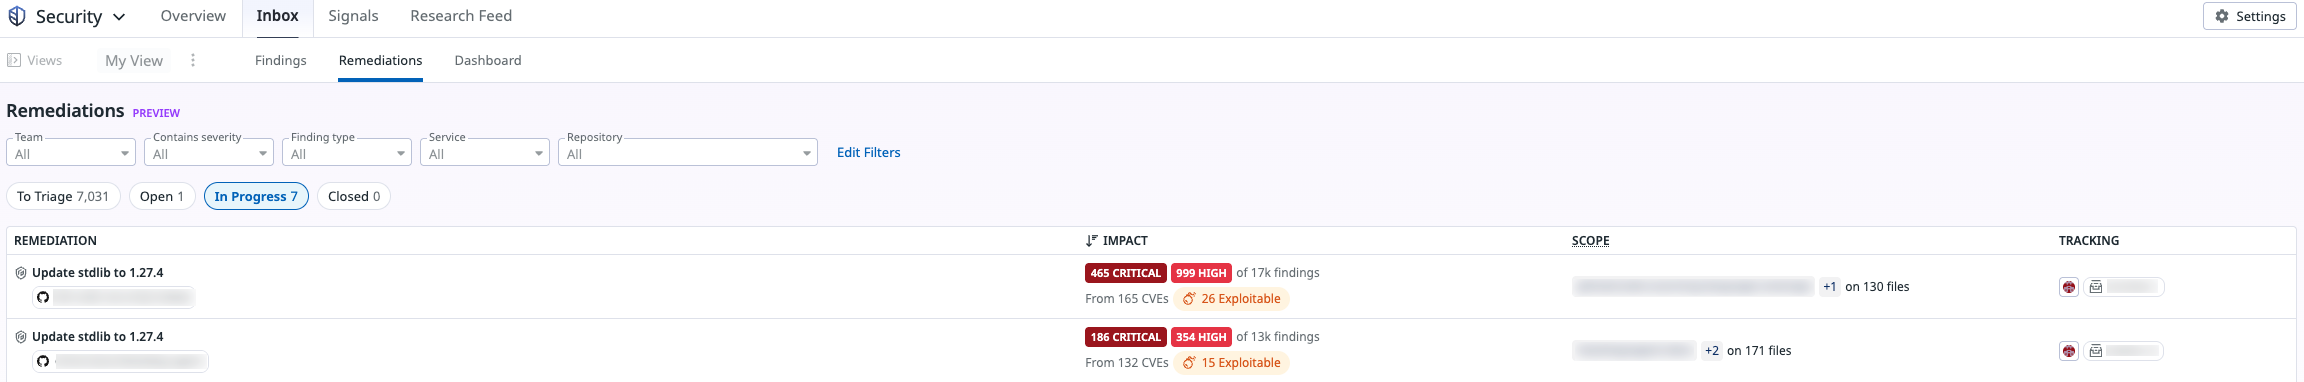 Security Overview Inbox Signals Research Feed Settings
Views My View Findings Remediations Dashboard
Remediations PREVIEW
Team Contains severity Finding type Service Repository
All All All All All Edit Filters
To Triage 7,031 Open 1 In Progress 7 Closed 0
REMEDIATION IMPACT SCOPE TRACKING
Update stdlib to 1.27.4 465 CRITICAL 999 HIGH of 17k findings
+1 on 130 files
From 165 CVEs 26 Exploitable
Update stdlib to 1.27.4 186 CRITICAL 354 HIGH of 13k findings
+2 on 171 files
From 132 CVEs 15 Exploitable